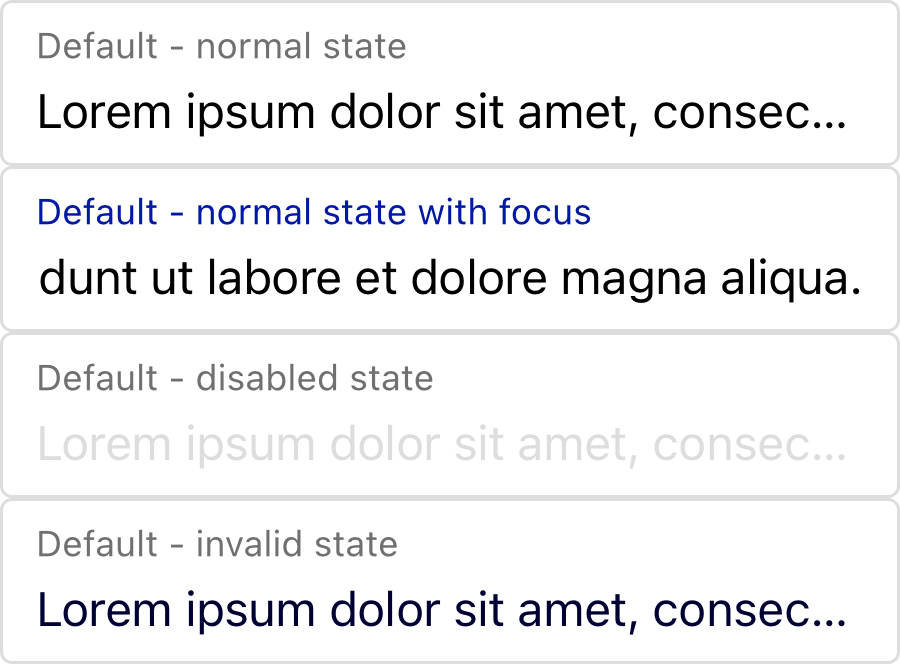 Default - normal state
Lorem ipsum dolor sit amet, consec...
Default - normal state with focus
dunt ut labore et dolore magna aliqua.
Default - disabled state
Lorem ipsum dolor sit amet, consec...
Default - invalid state
Lorem ipsum dolor sit amet, consec...